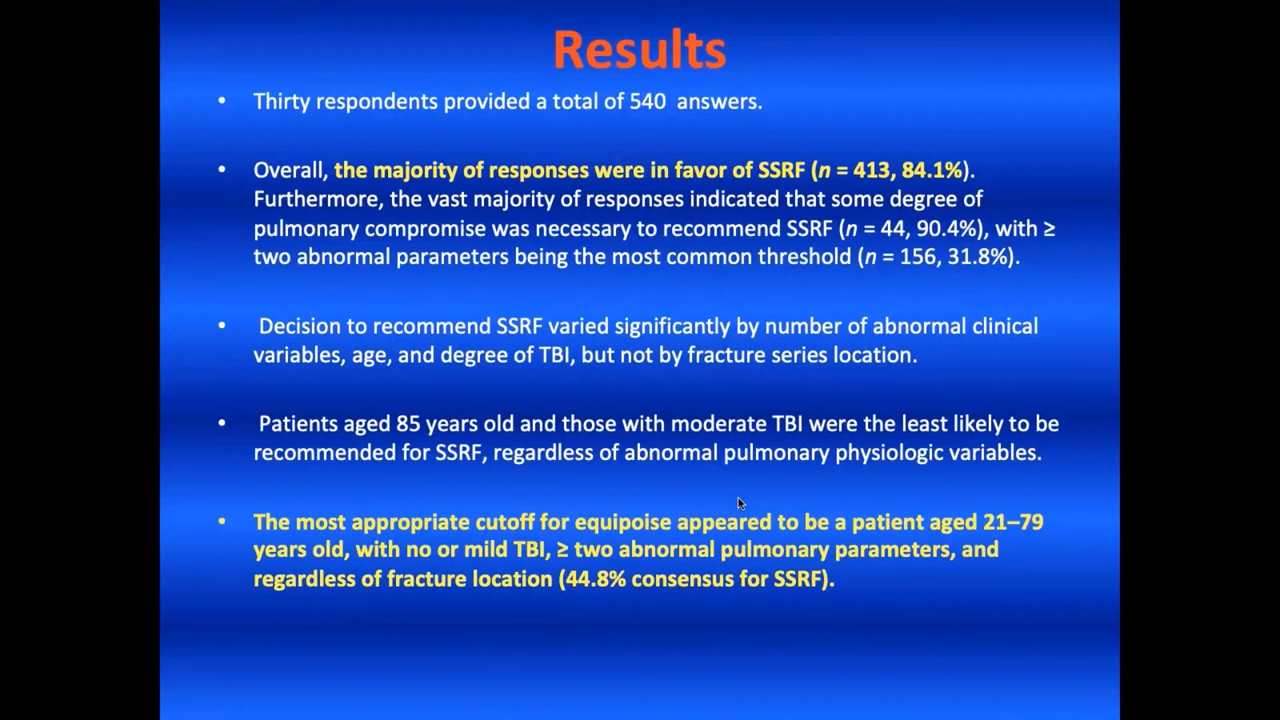 Results
• Thirty respondents provided a total of 540 answers.
• Overall, the majority of responses were in favor of SSRF (n = 413, 84.1%).
Furthermore, the vast majority of responses indicated that some degree of
pulmonary compromise was necessary to recommend SSRF (n = 44, 90.4%), with ≥
two abnormal parameters being the most common threshold (n = 156, 31.8%).
• Decision to recommend SSRF varied significantly by number of abnormal clinical
variables, age, and degree of TBI, but not by fracture series location.
• Patients aged 85 years old and those with moderate TBI were the least likely to be
recommended for SSRF, regardless of abnormal pulmonary physiologic variables.
• The most appropriate cutoff for equipoise appeared to be a patient aged 21–79
years old, with no or mild TBI, ≥ two abnormal pulmonary parameters, and
regardless of fracture location (44.8% consensus for SSRF).